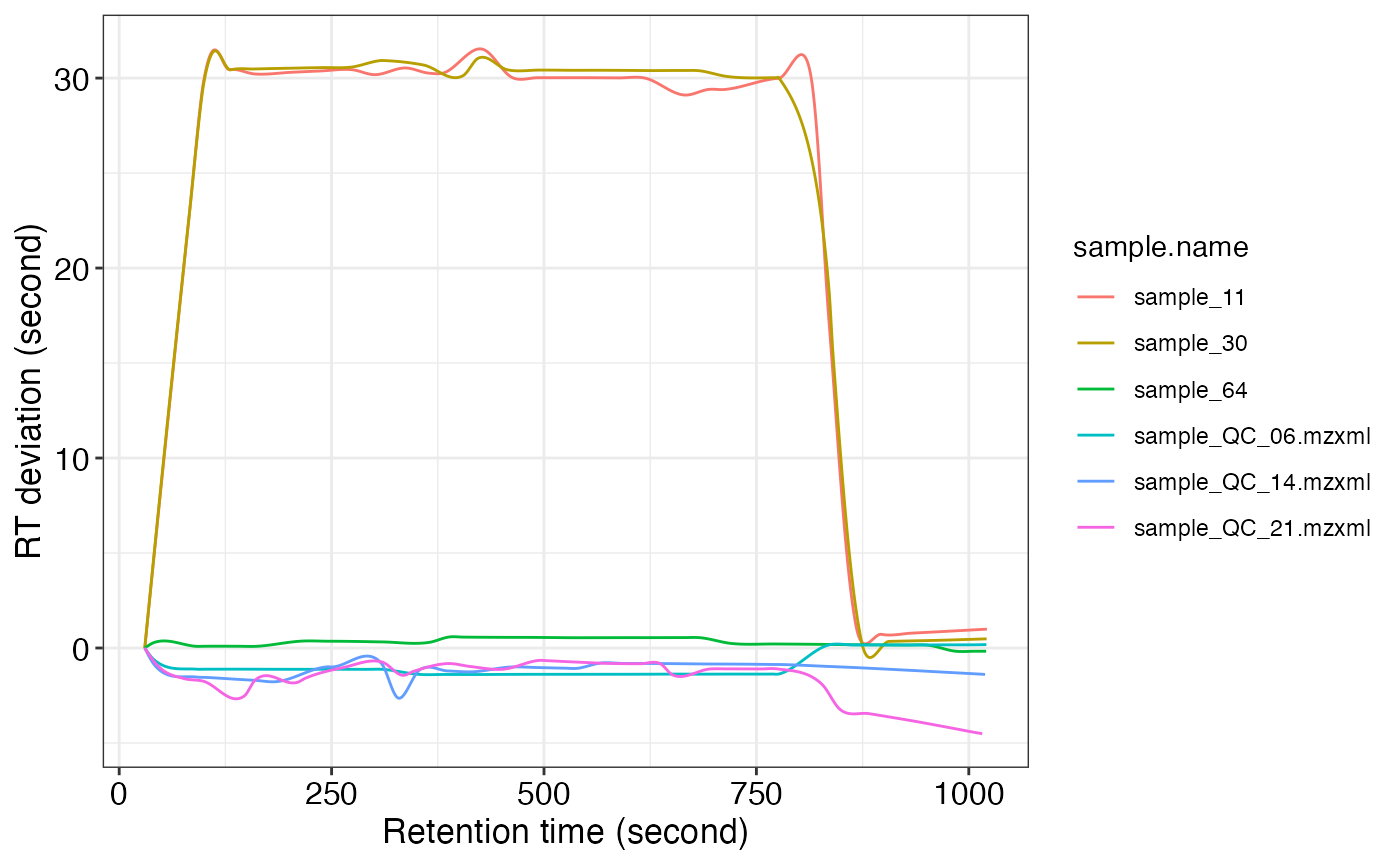 RT deviation (second)
30
20
10
0
0 250 500 750 1000
Retention time (second)
sample.name
sample_11
sample_30
sample_64
sample_QC_06.mzxml
sample_QC_14.mzxml
sample_QC_21.mzxml